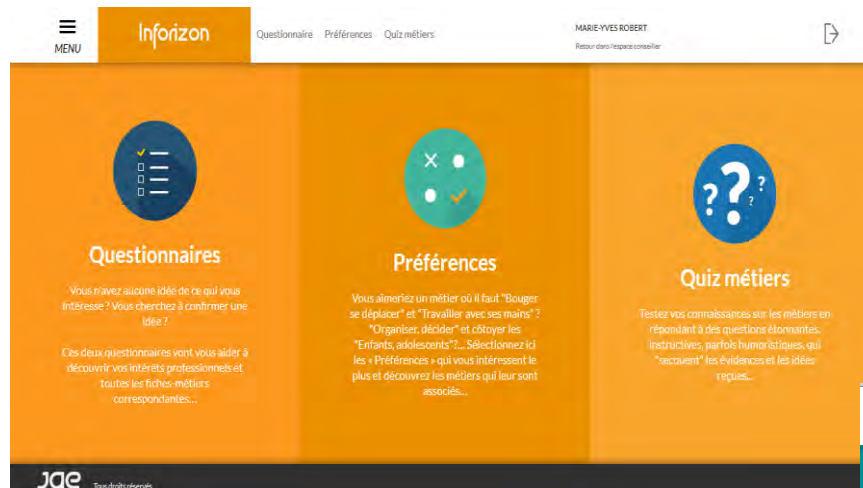 MENU
Inforizon
Questionnaire Préférences Quiz métiers
MARIE-YVES ROBERT
Retour dans l'espace conseiller
Questionnaires
Vous n'avez aucune idée de ce qui vous
intéresse ? Vous cherchez à confirmer une
idée ?
Ces deux questionnaires vont vous aider à
découvrir vos intérêts professionnels et
toutes les fiches-métiers
correspondantes...
Préférences
Vous aimeriez un métier où il faut "Bouger
se déplacer" et "Travailler avec ses mains" ?
"Organiser, décider" et côtoyer les
"Enfants, adolescents"?... Sélectionnez ici
les « Préférences » qui vous intéressent le
plus et découvrez les métiers qui leur sont
associés...
Quiz métiers
Testez vos connaissances sur les métiers en
répondant à des questions étonnantes,
instructives, parfois humoristiques, qui
"secouent" les évidences et les idées
reçues...
JAE Tous droits réservés